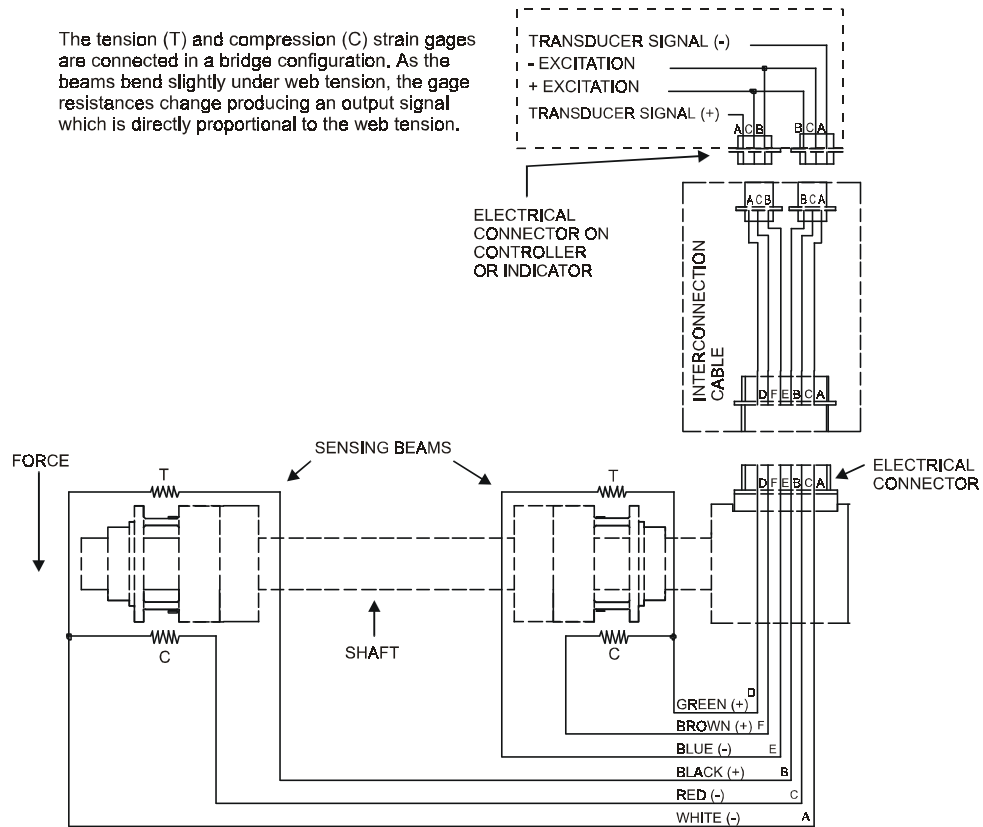 The tension (T) and compression (C) strain gages
are connected in a bridge configuration. As the
beams bend slightly under web tension, the gage
resistances change producing an output signal
which is directly proportional to the web tension.
TRANSDUCER SIGNAL (-)
- EXCITATION
+ EXCITATION
TRANSDUCER SIGNAL (+)
A C B
B C A
ELECTRICAL
CONNECTOR ON
CONTROLLER
OR INDICATOR
A C B
B C A
INTERCONNECTION
CABLE
D F E B C A
SENSING BEAMS
FORCE
T
T
ELECTRICAL
CONNECTOR
D F E B C A
C
SHAFT
C
D
GREEN (+)
BROWN (+) F
BLUE (-) E
BLACK (+) B
RED (-) C
WHITE (-) A